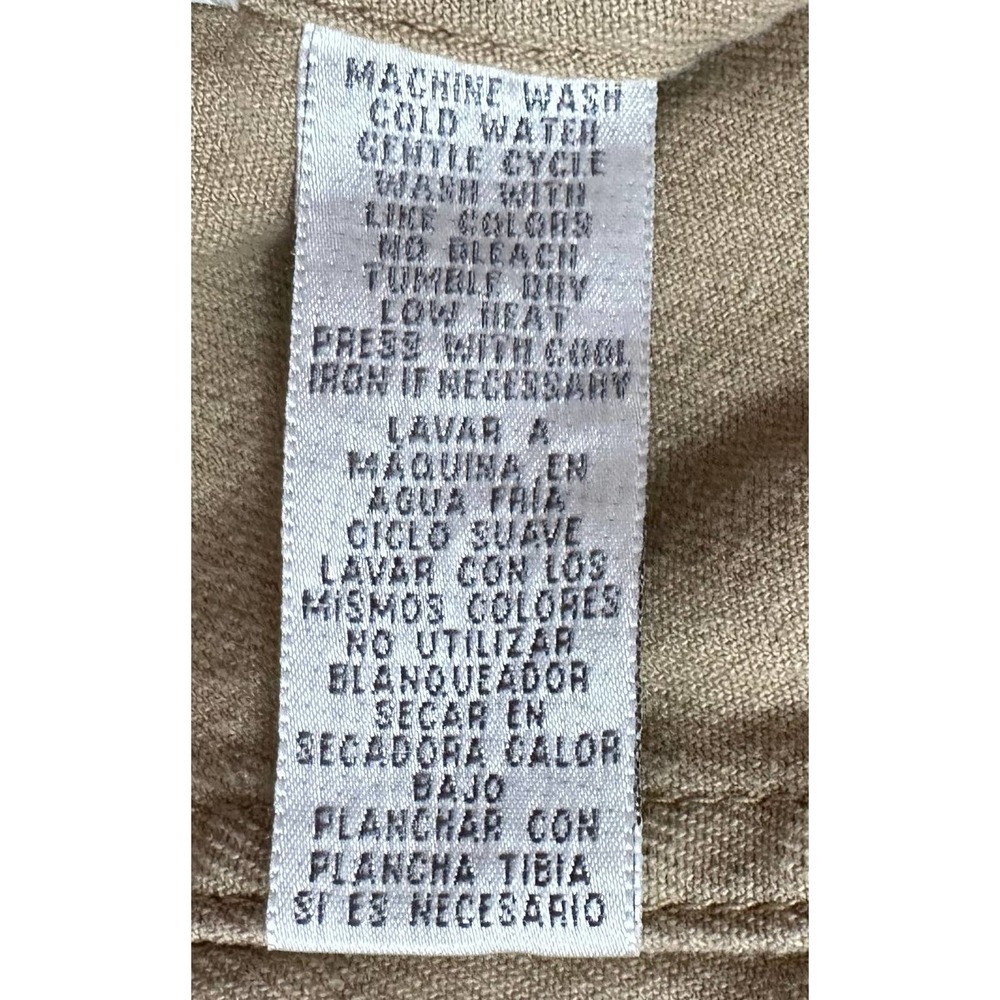 MACHINE WASH
COLD WATER
GENTLE CYCLE
WASH WITH
LIKE COLORS
NO BLEACH
TUMBLE DRY
LOW HEAT
PRESS WITH COOL
IRON IF NECESSARY
LAVAR A
MÁQUINA EN
AGUA FRÍA
CICLO SUAVE
LAVAR CON LOS
MISMOS COLORES
NO UTILIZAR
BLANQUEADOR
SECAR EN
SECADORA CALOR
BAJO
PLANCHAR CON
PLANCHA TIBIA
SI ES NECESARIO